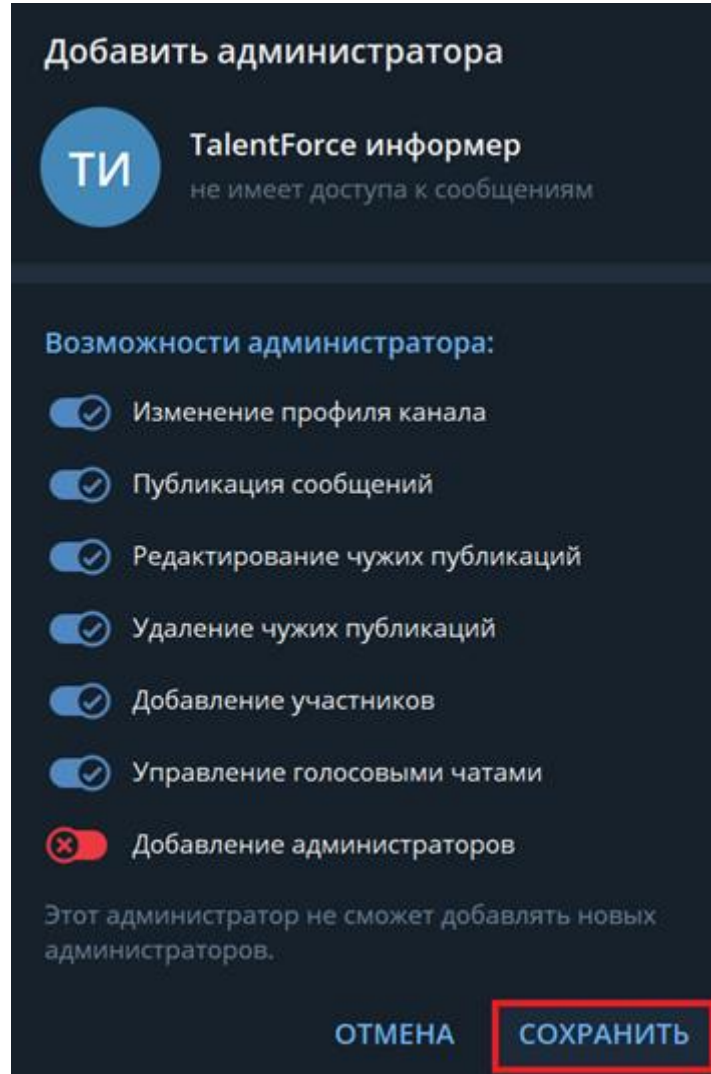 Добавить администратора
ТИ
TalentForce информер
не имеет доступа к сообщениям
Возможности администратора:
Изменение профиля канала
Публикация сообщений
Редактирование чужих публикаций
Удаление чужих публикаций
Добавление участников
Управление голосовыми чатами
Добавление администраторов
Этот администратор не сможет добавлять новых
администраторов.
ОТМЕНА СОХРАНИТЬ